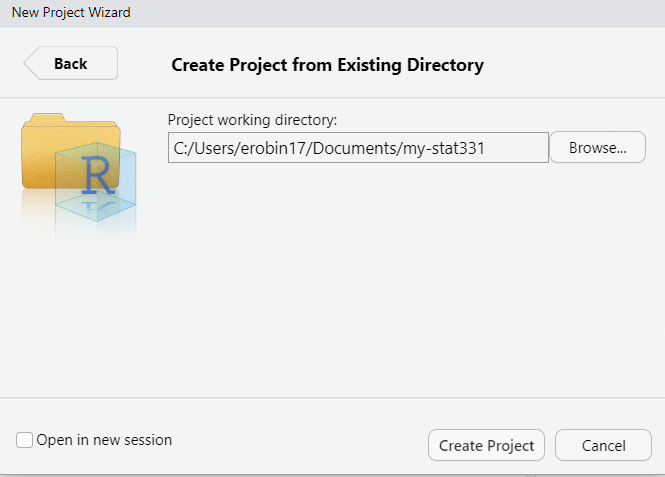 New Project Wizard
Back
Create Project from Existing Directory
Project working directory:
C:/Users/erobin17/Documents/my-stat331
Browse...
R
Open in new session
Create Project
Cancel